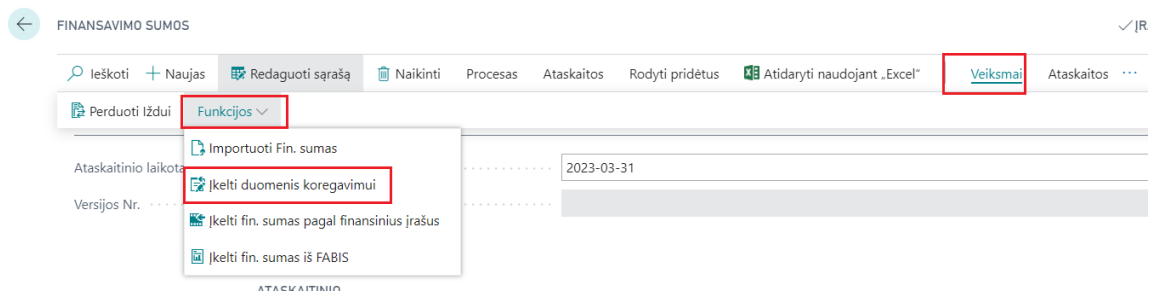 FINANSAVIMO SUMOS
Ieškoti Naujas Redaguoti sąrašą Naikinti Procesas Ataskaitos Rodyti pridėtus Atidaryti naudojant „Excel“ Veiksmai Ataskaitos ...
Perduoti Iždui Funkcijos
Importuoti Fin. sumas
Ataskaitinio laikota 2023-03-31
Įkelti duomenis koregavimui
Versijos Nr.
Įkelti fin. sumas pagal finansinius įrašus
Įkelti fin. sumas iš FABIS